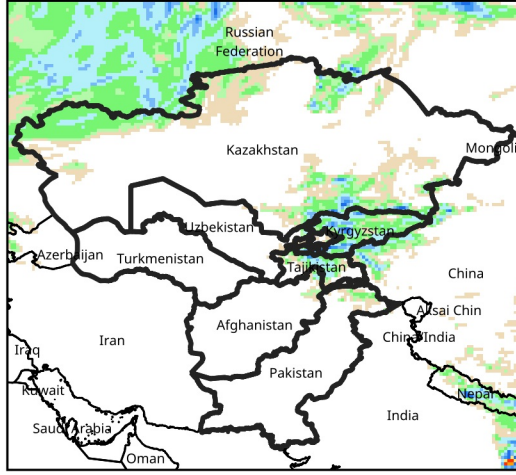 Russian
Federation
Kazakhstan
Mongoli
Uzbekistan
Kyrgyzstan
Azerbaijan
Turkmenistan
Tajikistan
China
Aksai Chin
Afghanistan
China/India
Iran
Iraq
Pakistan
Kuwait
Nepal
India
Saudi Arabia
Oman